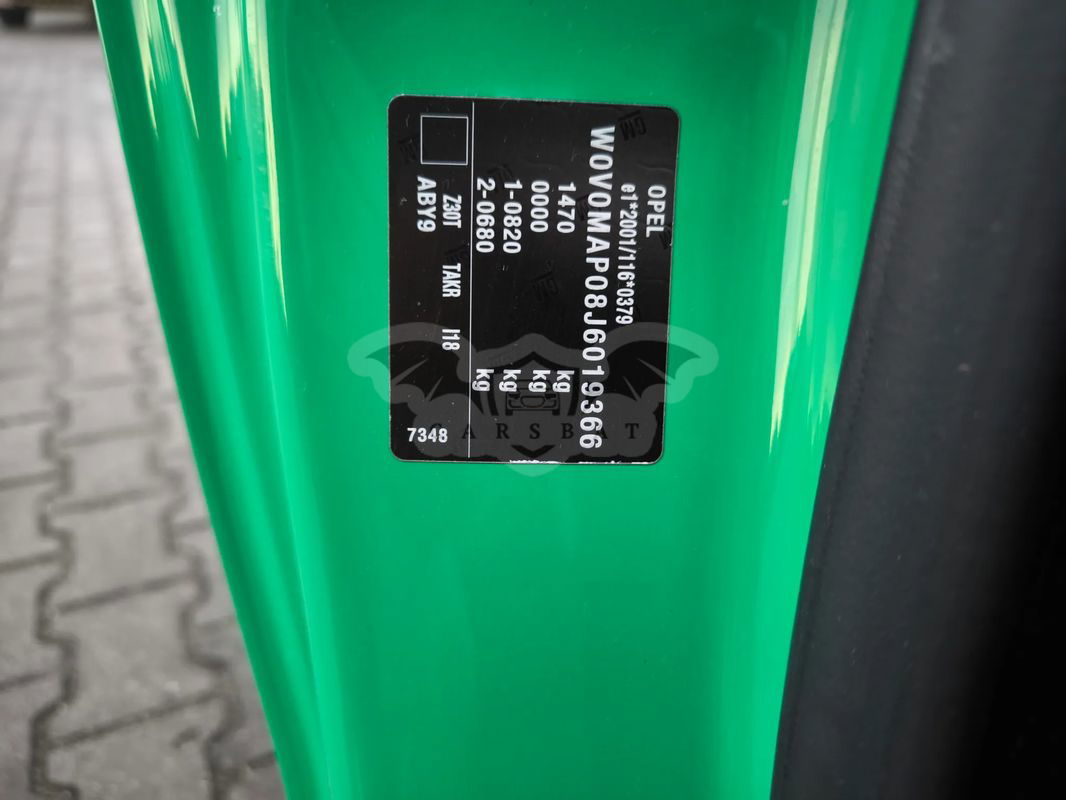 OPEL
e1*2001/116*0379
W0V0MAP08J6019366
1470 kg
0000 kg
1-0820 kg
2-0680 kg
Z30T TAKR I18
ABY9
7348
CARSBAT